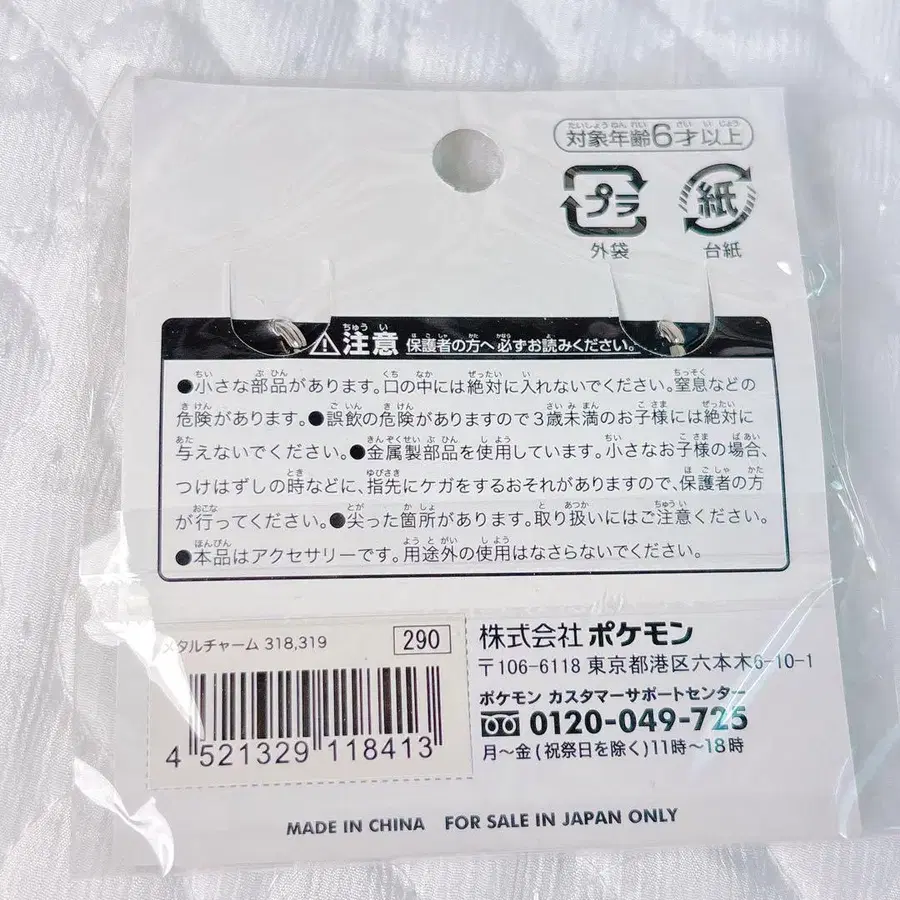 対象年齢6才以上
プラ 紙
外袋 台紙
注意 保護者の方へ必ずお読みください。
●小さな部品があります。口の中には絶対に入れないでください。窒息などの
危険があります。●誤飲の危険がありますので3歳未満のお子様には絶対に
与えないでください。●金属製部品を使用しています。小さなお子様の場合、
つけはずしの時などに、指先にケガをするおそれがありますので、保護者の方
が行ってください。●尖った箇所があります。取り扱いにはご注意ください。
●本品はアクセサリーです。用途外の使用はなさらないでください。
メタルチャーム 318,319 290
4 521329 118413
株式会社 ポケモン
〒106-6118 東京都港区六本木6-10-1
ポケモン カスタマーサポートセンター
0120-049-725
月～金(祝祭日を除く)11時～18時
MADE IN CHINA FOR SALE IN JAPAN ONLY